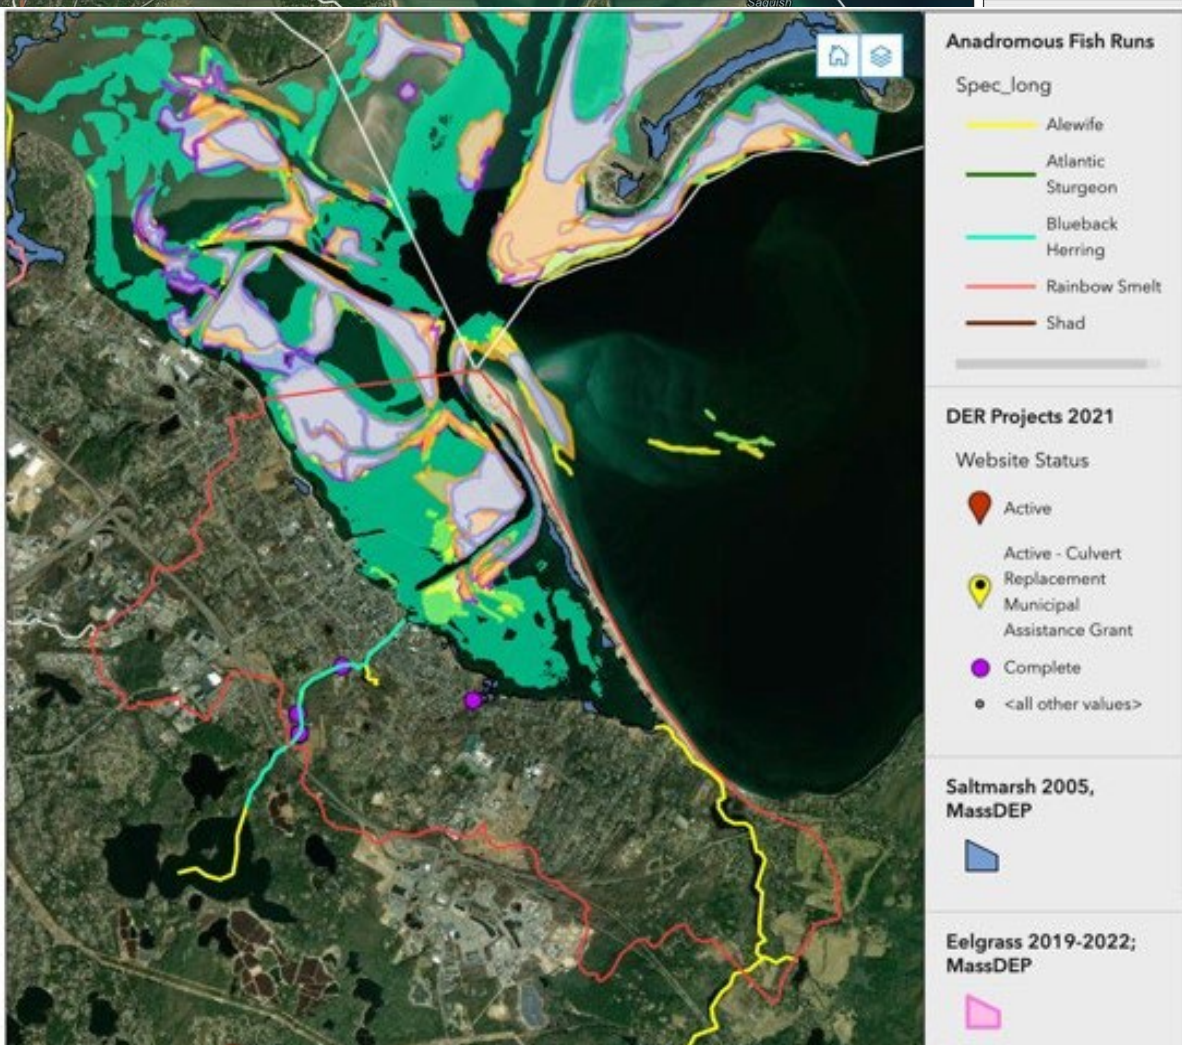 Saquish
Anadromous Fish Runs
Spec_long
Alewife
Atlantic
Sturgeon
Blueback
Herring
Rainbow Smelt
Shad
DER Projects 2021
Website Status
Active
Active - Culvert
Replacement
Municipal
Assistance Grant
Complete
<all other values>
Saltmarsh 2005,
MassDEP
Eelgrass 2019-2022;
MassDEP